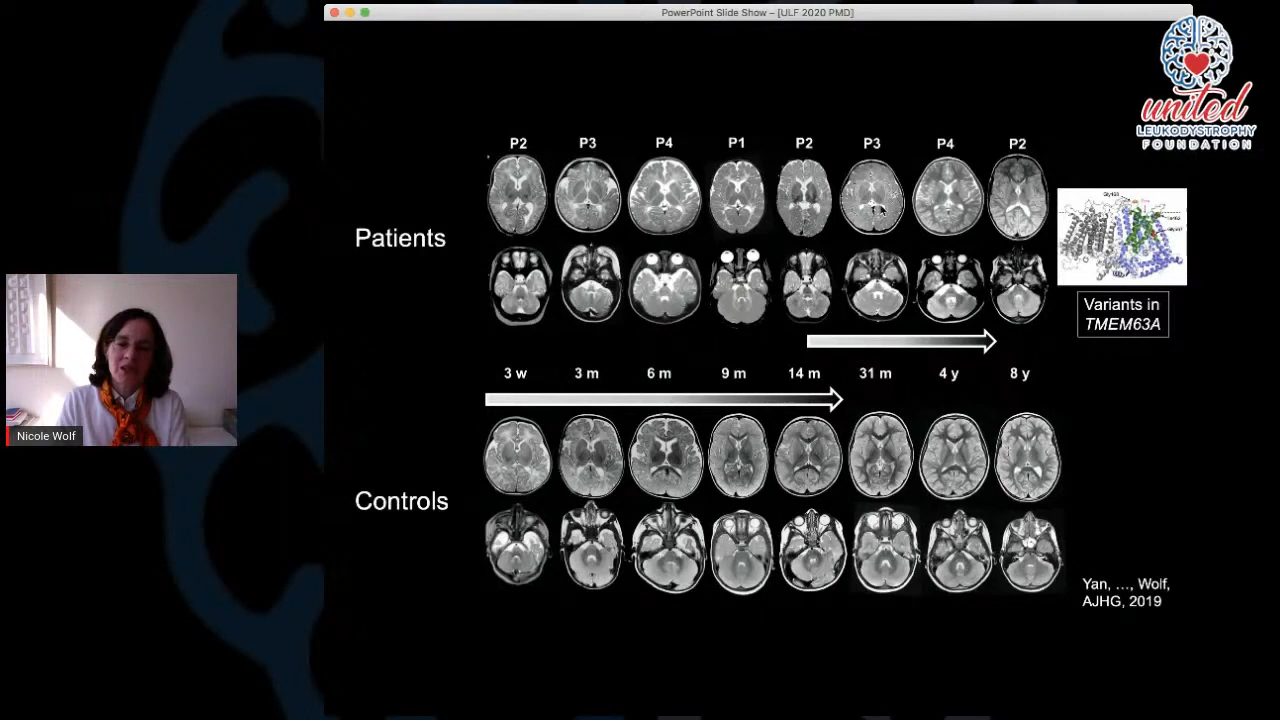 PowerPoint Slide Show – [ULF 2020 PMD]
united
LEUKODYSTROPHY
FOUNDATION
P2 P3 P4 P1 P2 P3 P4 P2
Patients
Gly168
Variants in
TMEM63A
3 w 3 m 6 m 9 m 14 m 31 m 4 y 8 y
Controls
Nicole Wolf
Yan, ..., Wolf,
AJHG, 2019